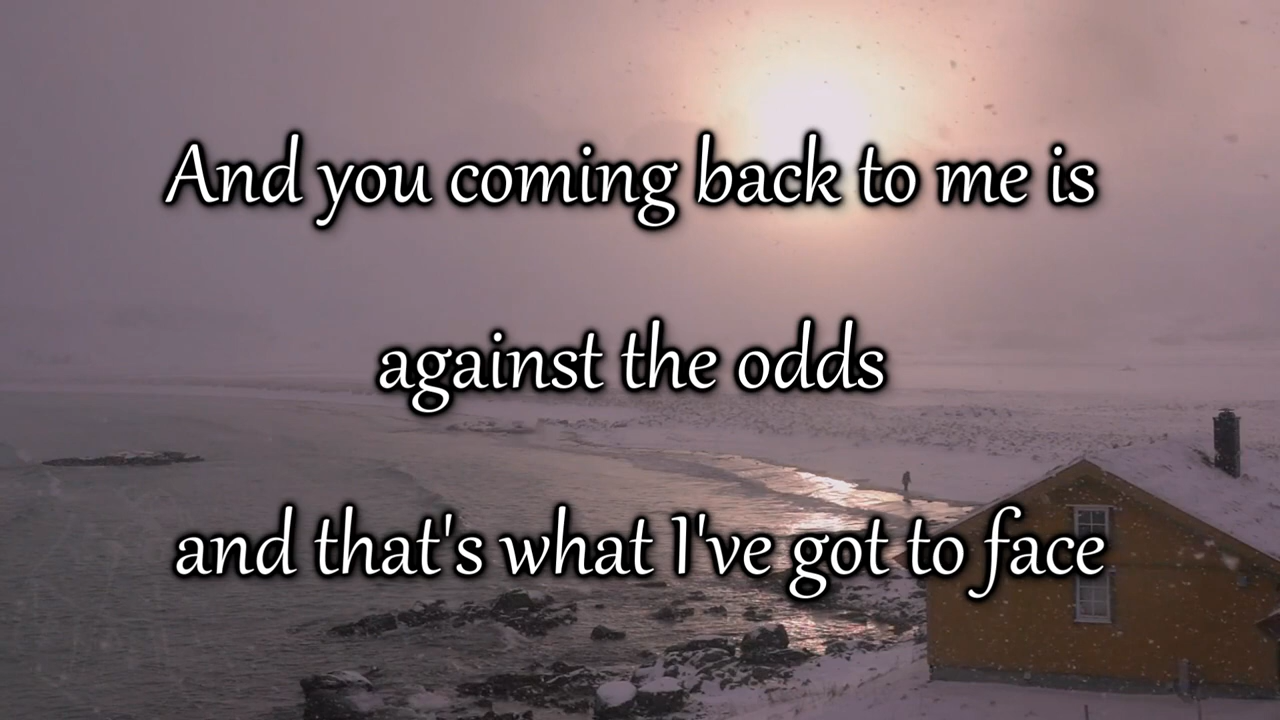 And you coming back to me is
against the odds
and that's what I've got to face